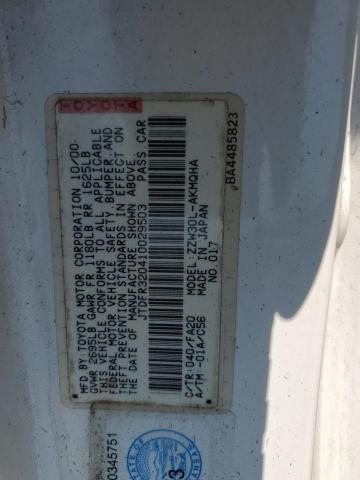 TOYOTA
MFD.BY:TOYOTA MOTOR CORPORATION 10/00
GVWR 2695LB GAWR FR 1180LB RR 1625LB
THIS VEHICLE CONFORMS TO ALL APPLICABLE
FEDERAL MOTOR VEHICLE SAFETY BUMPER,AND
THEFT PREVENTION STANDARDS IN EFFECT ON
THE DATE OF MANUFACTURE SHOWN ABOVE.
JTDFR320410029503 PASS CAR
MODEL:ZZW30L-AKMQHA
MADE IN JAPAN
NO.017
C/TR:040/FA20
A/TM:-01A/C56
BA4485823
0345751